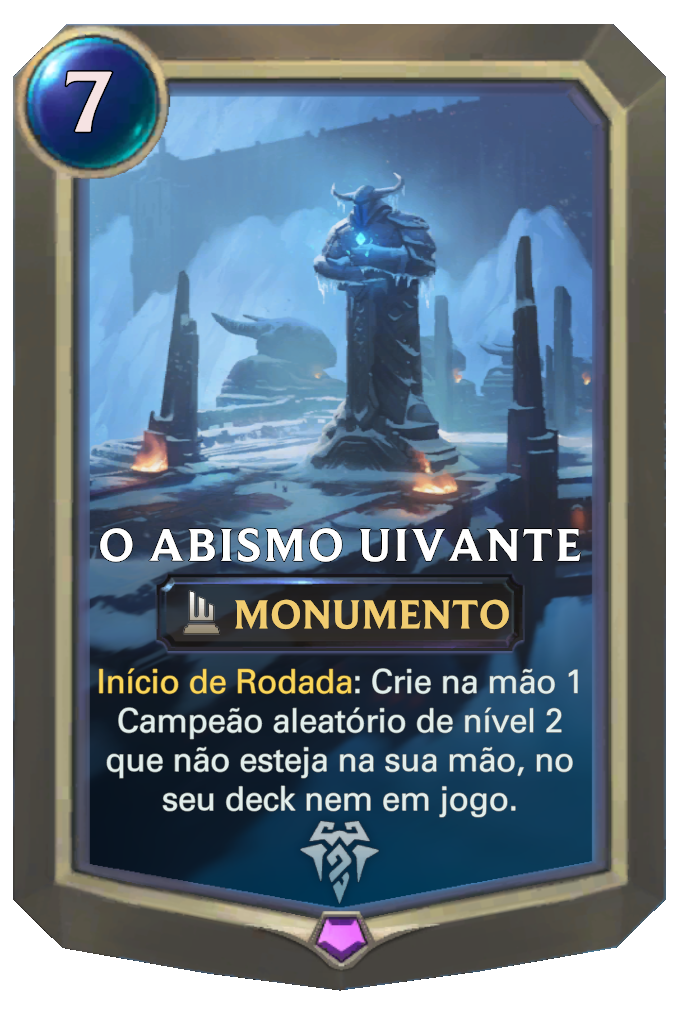 7
O ABISMO UIVANTE
MONUMENTO
Início de Rodada: Crie na mão 1
Campeão aleatório de nível 2
que não esteja na sua mão, no
seu deck nem em jogo.